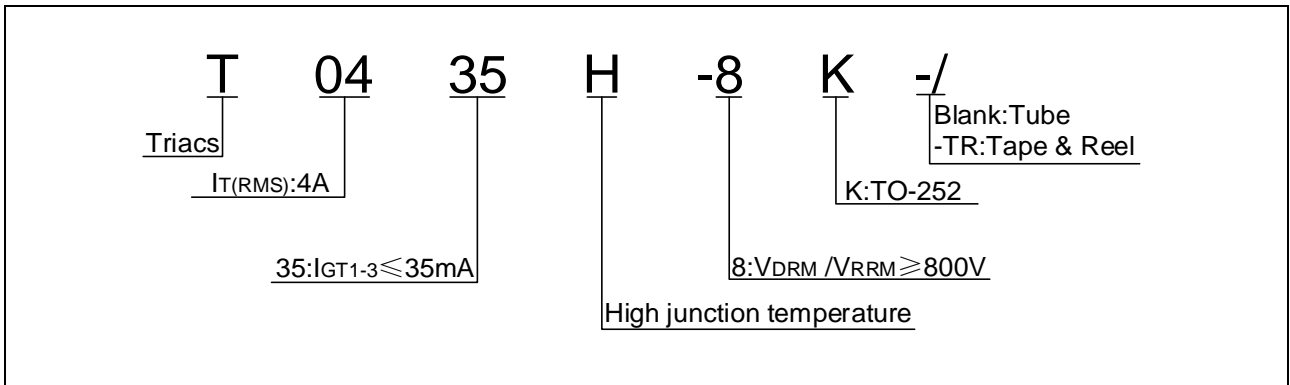 T 04 35 H -8 K -/
Blank:Tube
Triacs
-TR:Tape & Reel
IT(RMS):4A
K:TO-252
35:IGT1-3≤35mA
8:VDRM /VRRM≥800V
High junction temperature